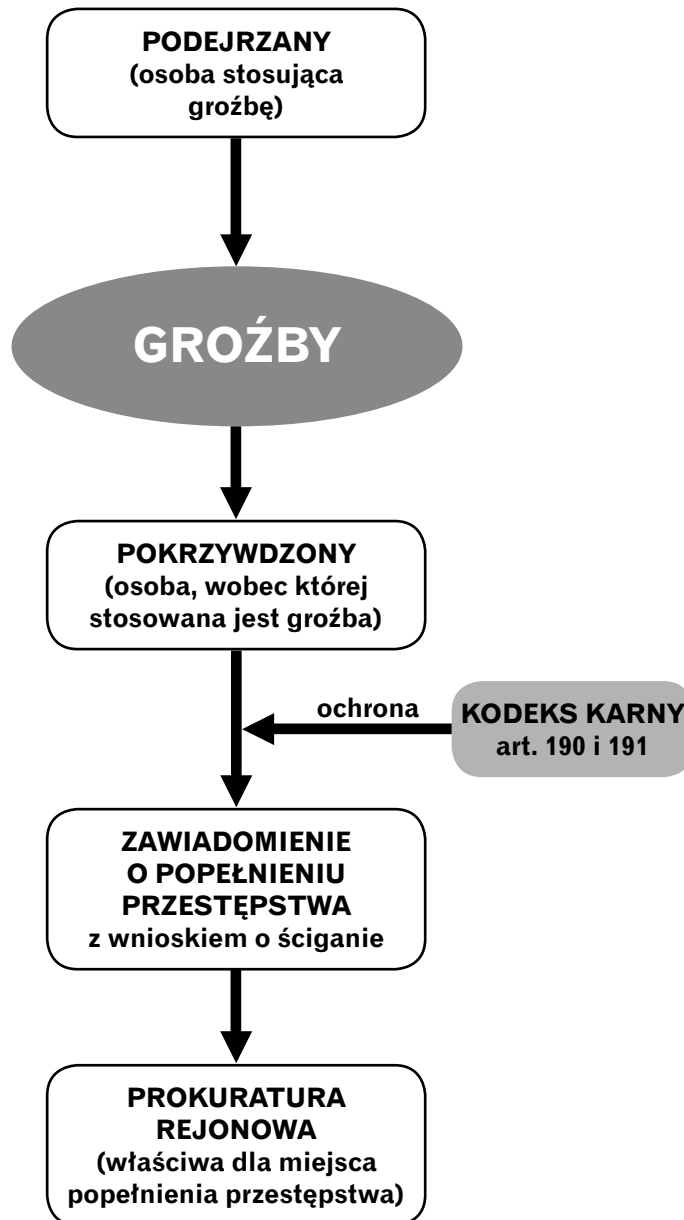 PODEJRZANY
(osoba stosująca
groźbę)
GROŹBY
POKRZYWDZONY
(osoba, wobec której
stosowana jest groźba)
ochrona
KODEKS KARNY
art. 190 i 191
ZAWIADOMIENIE
O POPEŁNIENIU
PRZESTĘPSTWA
z wnioskiem o ściganie
PROKURATURA
REJONOWA
(właściwa dla miejsca
popełnienia przestępstwa)